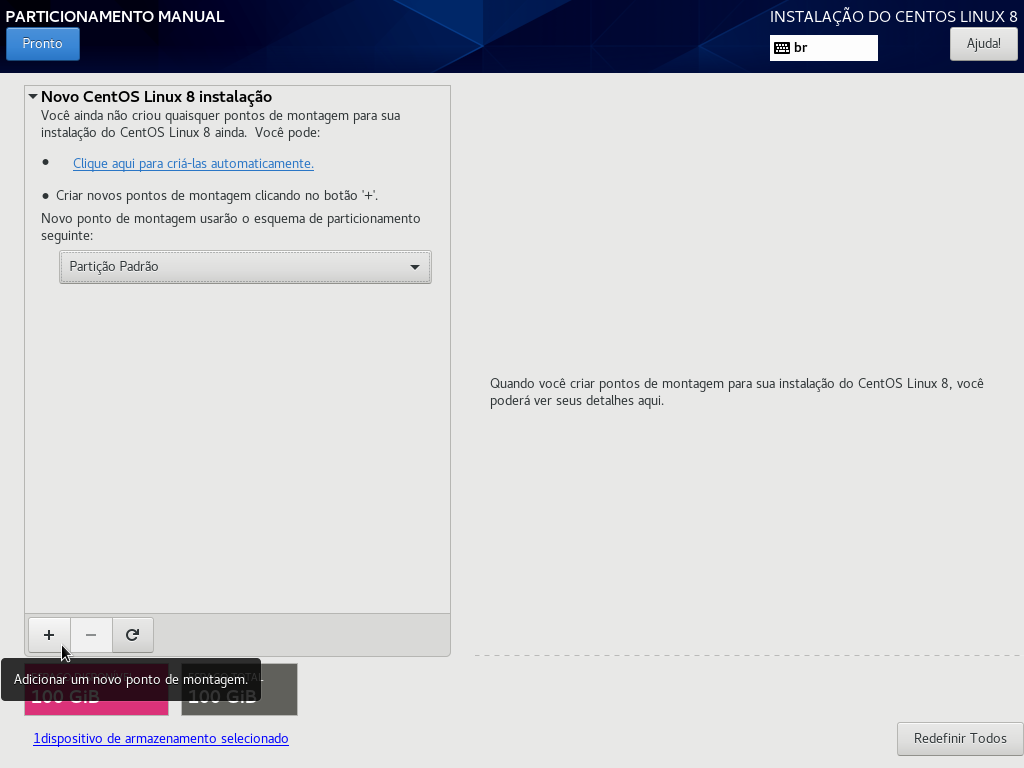 PARTICIONAMENTO MANUAL
INSTALAÇÃO DO CENTOS LINUX 8
Pronto
br
Ajuda!
Novo CentOS Linux 8 instalação
Você ainda não criou quaisquer pontos de montagem para sua
instalação do CentOS Linux 8 ainda.  Você pode:
Clique aqui para criá-las automaticamente.
Criar novos pontos de montagem clicando no botão '+'.
Novo ponto de montagem usarão o esquema de particionamento
seguinte:
Partição Padrão
Quando você criar pontos de montagem para sua instalação do CentOS Linux 8, você
poderá ver seus detalhes aqui.
Adicionar um novo ponto de montagem.
100 GiB
100 GiB
1dispositivo de armazenamento selecionado
Redefinir Todos